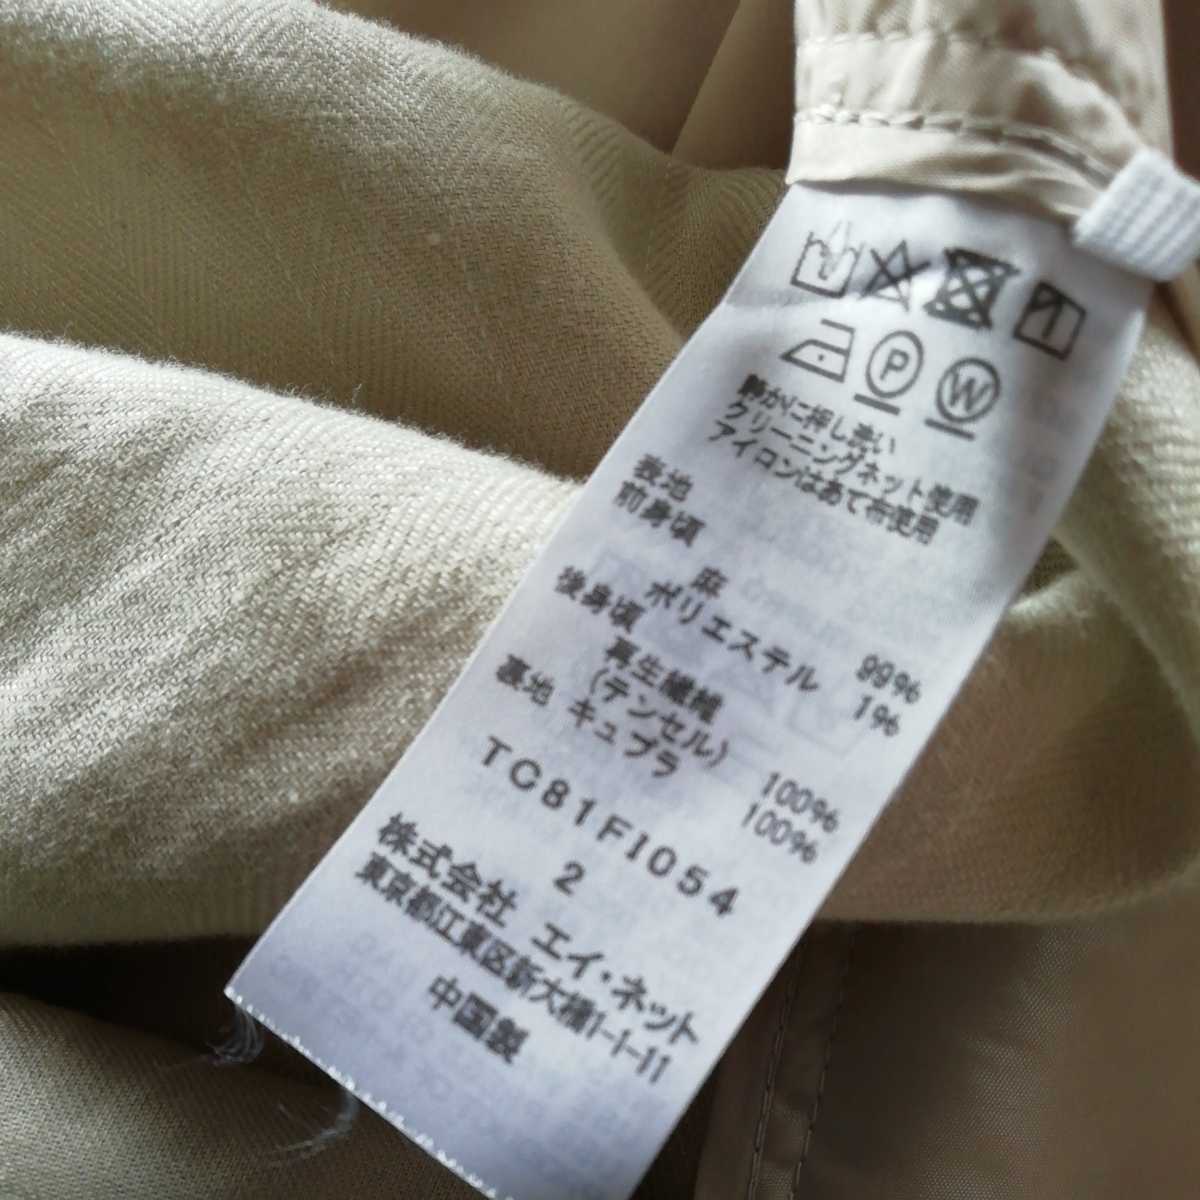 P W
静かに押し洗い
クリーニングネット使用
アイロンはあて布使用
表地
前身頃
麻 99%
ポリエステル 1%
後身頃
再生繊維
(テンセル) 100%
裏地 キュプラ 100%
TC81FI054
2
株式会社 エイ・ネット
東京都江東区新大橋1-1-11
中国製